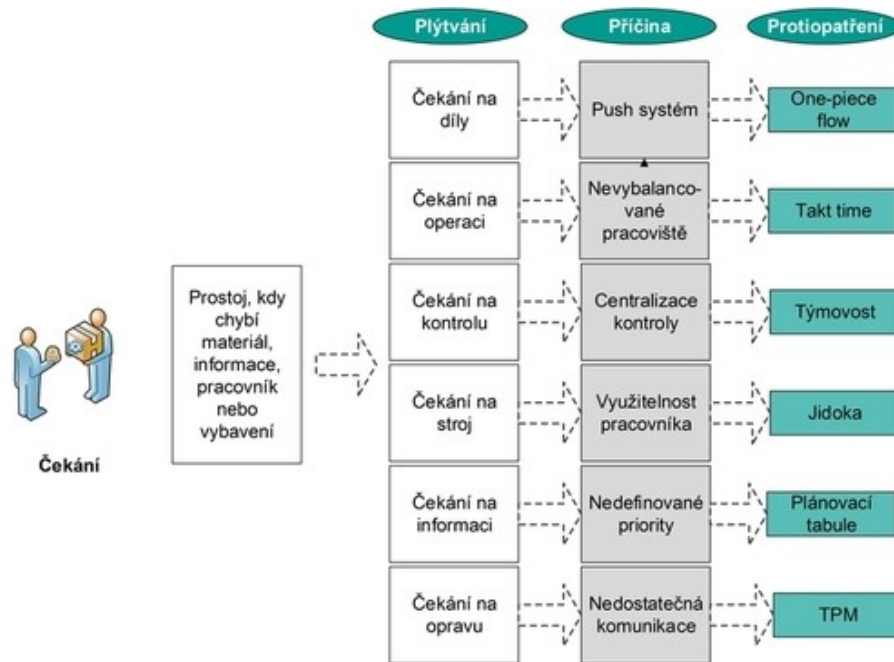 Plýtvání
Příčina
Protiopatření
Čekání na
díly
Push systém
One-piece
flow
Čekání na
operaci
Nevybalanco-
vané
pracoviště
Takt time
Prostoj, kdy
chybí
materiál,
informace,
pracovník
nebo
vybavení
Čekání
Čekání na
kontrolu
Centralizace
kontroly
Týmovost
Čekání na
stroj
Využitelnost
pracovníka
Jidoka
Čekání na
informaci
Nedefinované
priority
Plánovací
tabule
Čekání na
opravu
Nedostatečná
komunikace
TPM